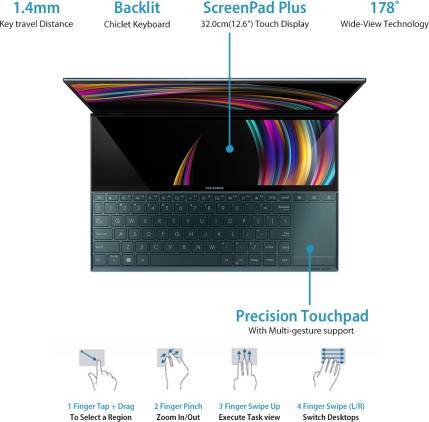 1.4mm
Key travel Distance
Backlit
Chiclet Keyboard
ScreenPad Plus
32.0cm(12.6") Touch Display
178°
Wide-View Technology
Precision Touchpad
With Multi-gesture support
1 Finger Tap + Drag
To Select a Region
2 Finger Pinch
Zoom In/Out
3 Finger Swipe Up
Execute Task view
4 Finger Swipe (L/R)
Switch Desktops